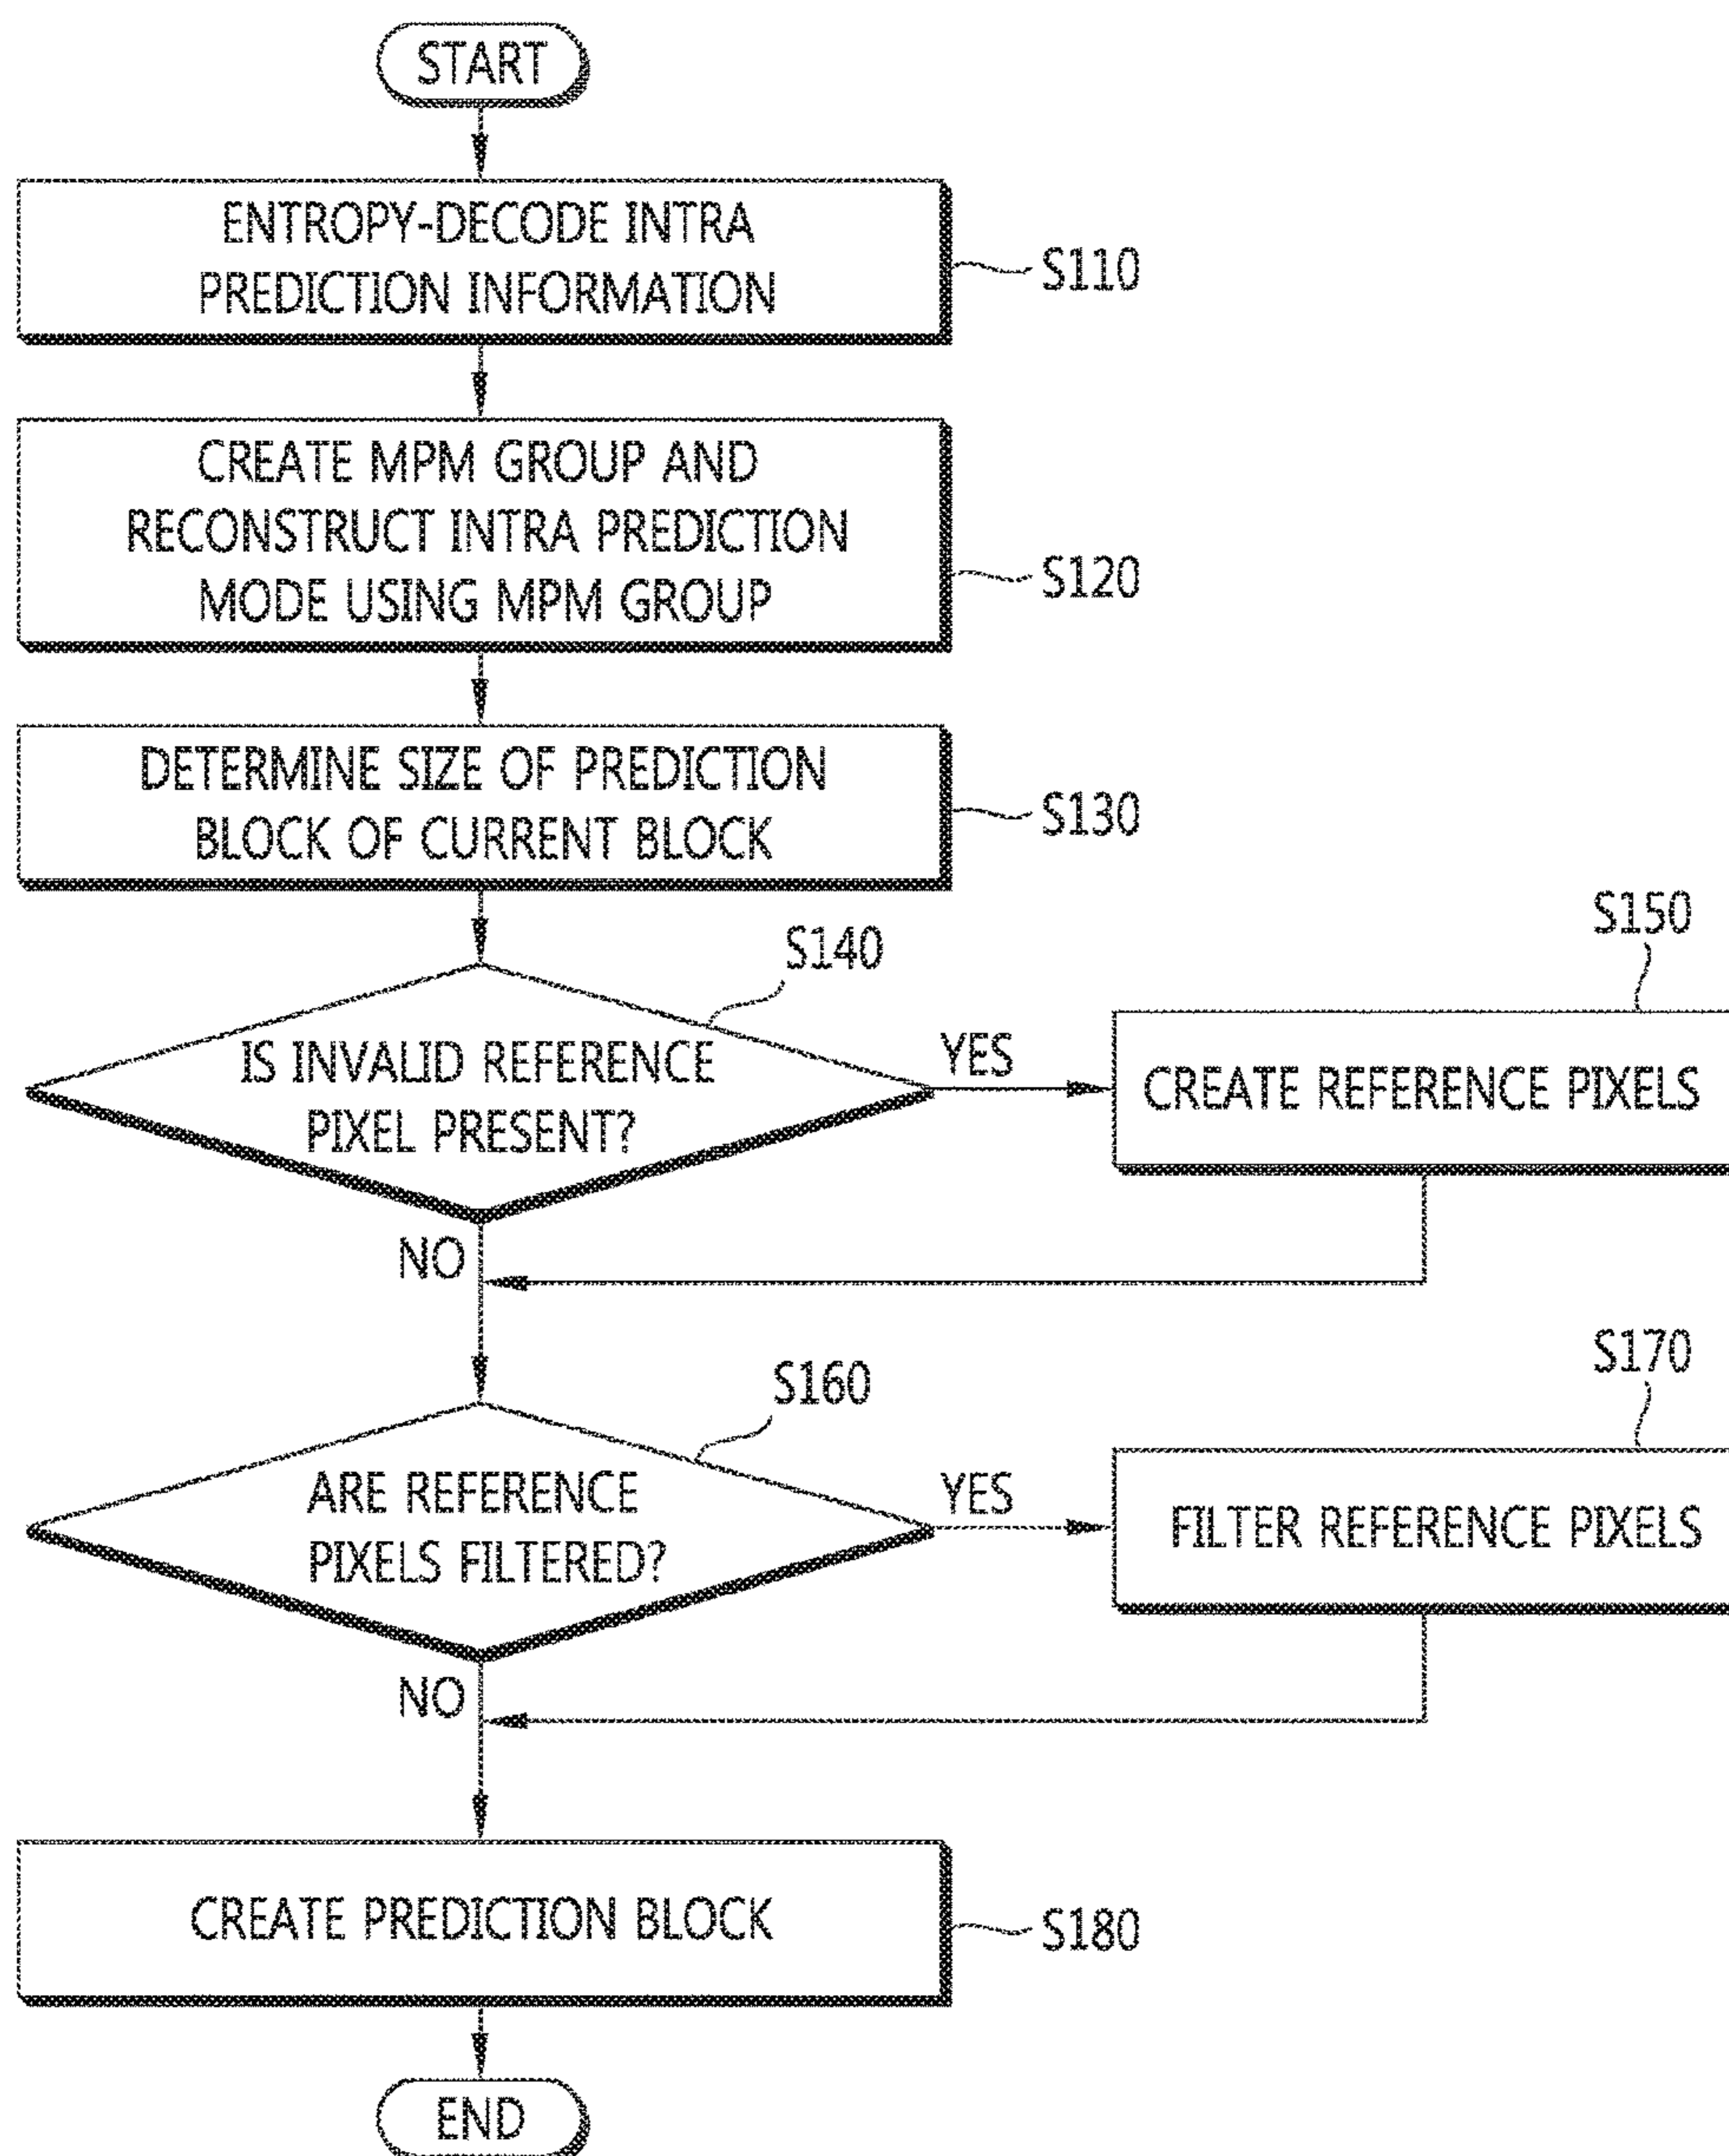 START
ENTROPY-DECODE INTRA
PREDICTION INFORMATION
S110
CREATE MPM GROUP AND
RECONSTRUCT INTRA PREDICTION
MODE USING MPM GROUP
S120
DETERMINE SIZE OF PREDICTION
BLOCK OF CURRENT BLOCK
S130
S140
IS INVALID REFERENCE
PIXEL PRESENT?
YES
S150
CREATE REFERENCE PIXELS
NO
S160
ARE REFERENCE
PIXELS FILTERED?
YES
S170
FILTER REFERENCE PIXELS
NO
CREATE PREDICTION BLOCK
S180
END